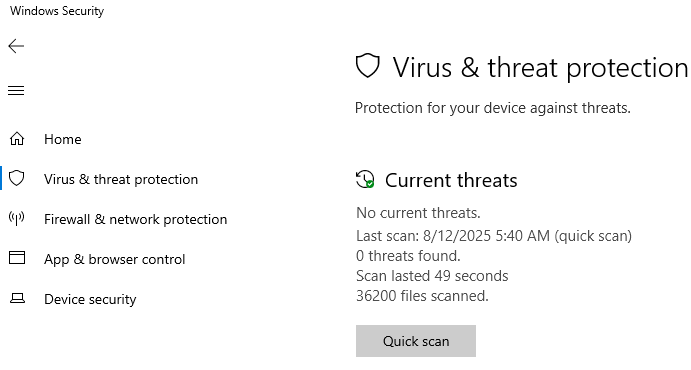 Windows Security
Home
Virus & threat protection
Firewall & network protection
App & browser control
Device security
Virus & threat protection
Protection for your device against threats.
Current threats
No current threats.
Last scan: 8/12/2025 5:40 AM (quick scan)
0 threats found.
Scan lasted 49 seconds
36200 files scanned.
Quick scan